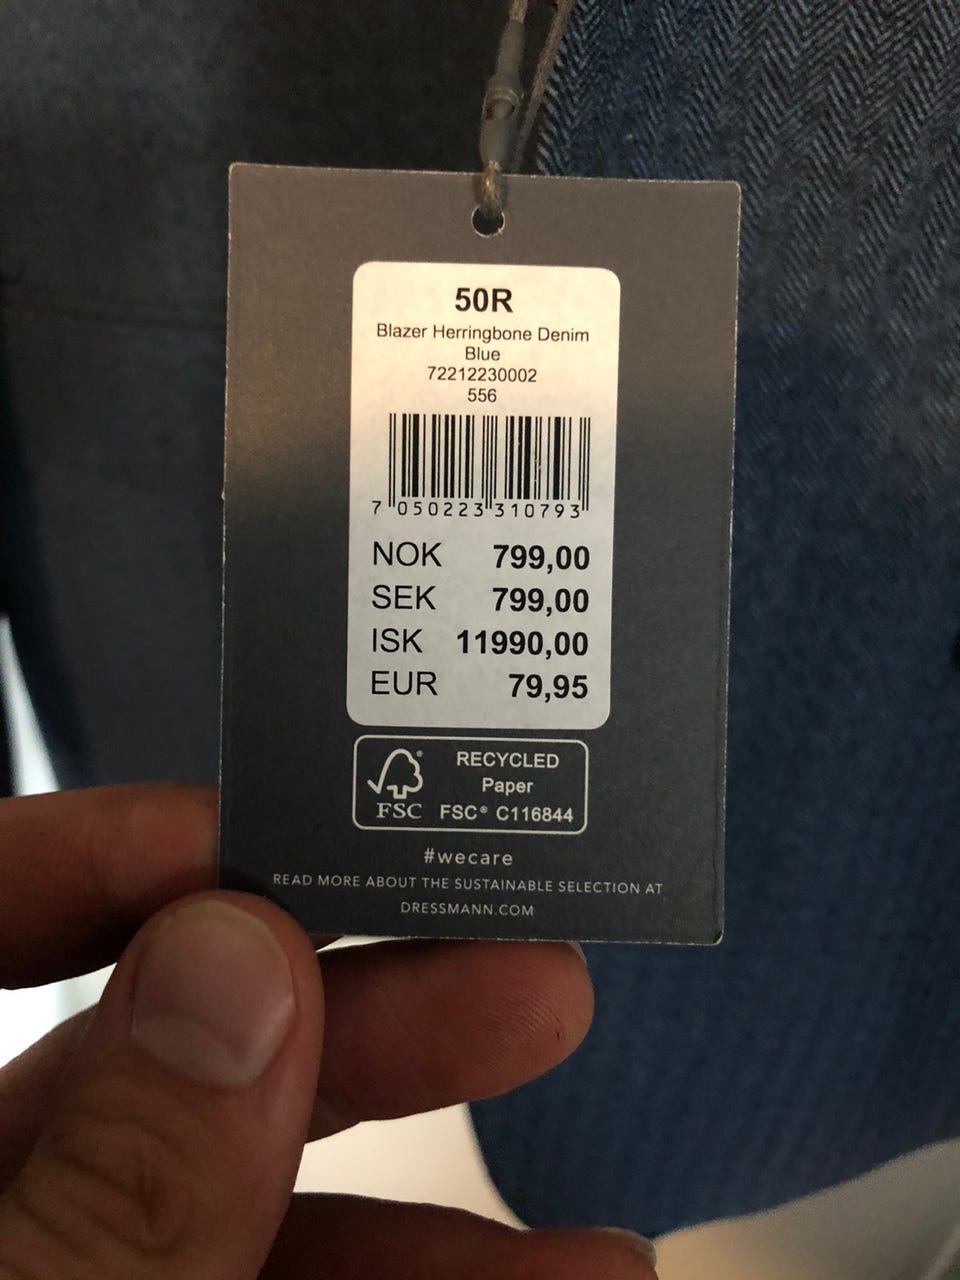 50R
Blazer Herringbone Denim
Blue
72212230002
556
7 050223 310793
NOK 799,00
SEK 799,00
ISK 11990,00
EUR 79,95
RECYCLED
Paper
FSC® FSC® C116844
#wecare
READ MORE ABOUT THE SUSTAINABLE SELECTION AT
DRESSMANN.COM